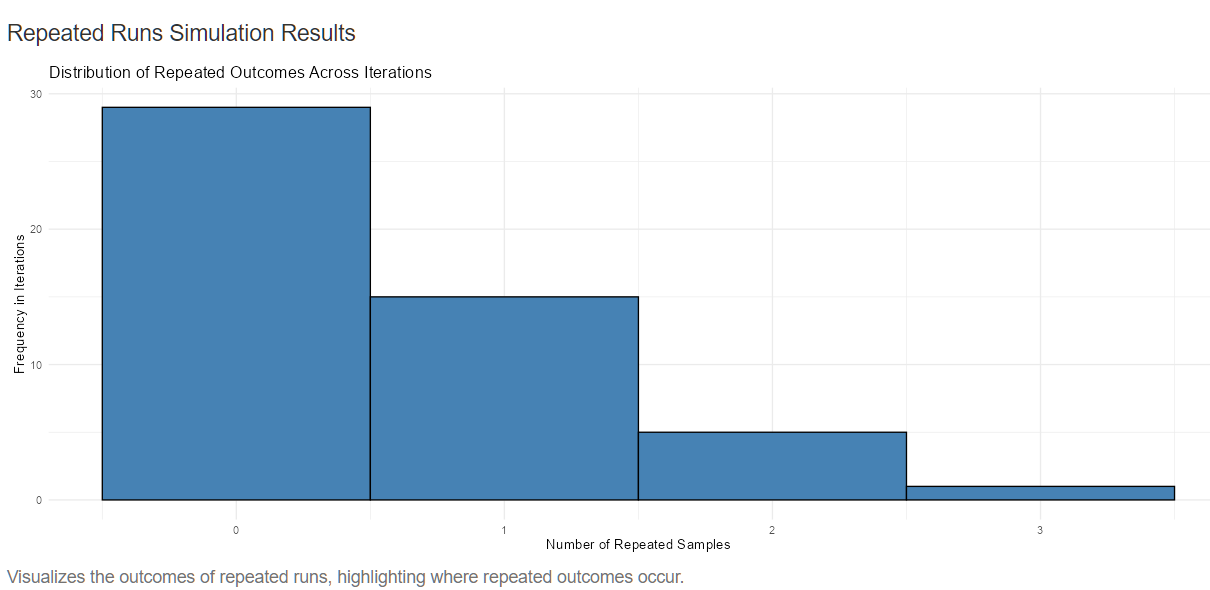 Repeated Runs Simulation Results
Distribution of Repeated Outcomes Across Iterations
Frequency in Iterations
30
20
10
0
0 1 2 3
Number of Repeated Samples
Visualizes the outcomes of repeated runs, highlighting where repeated outcomes occur.